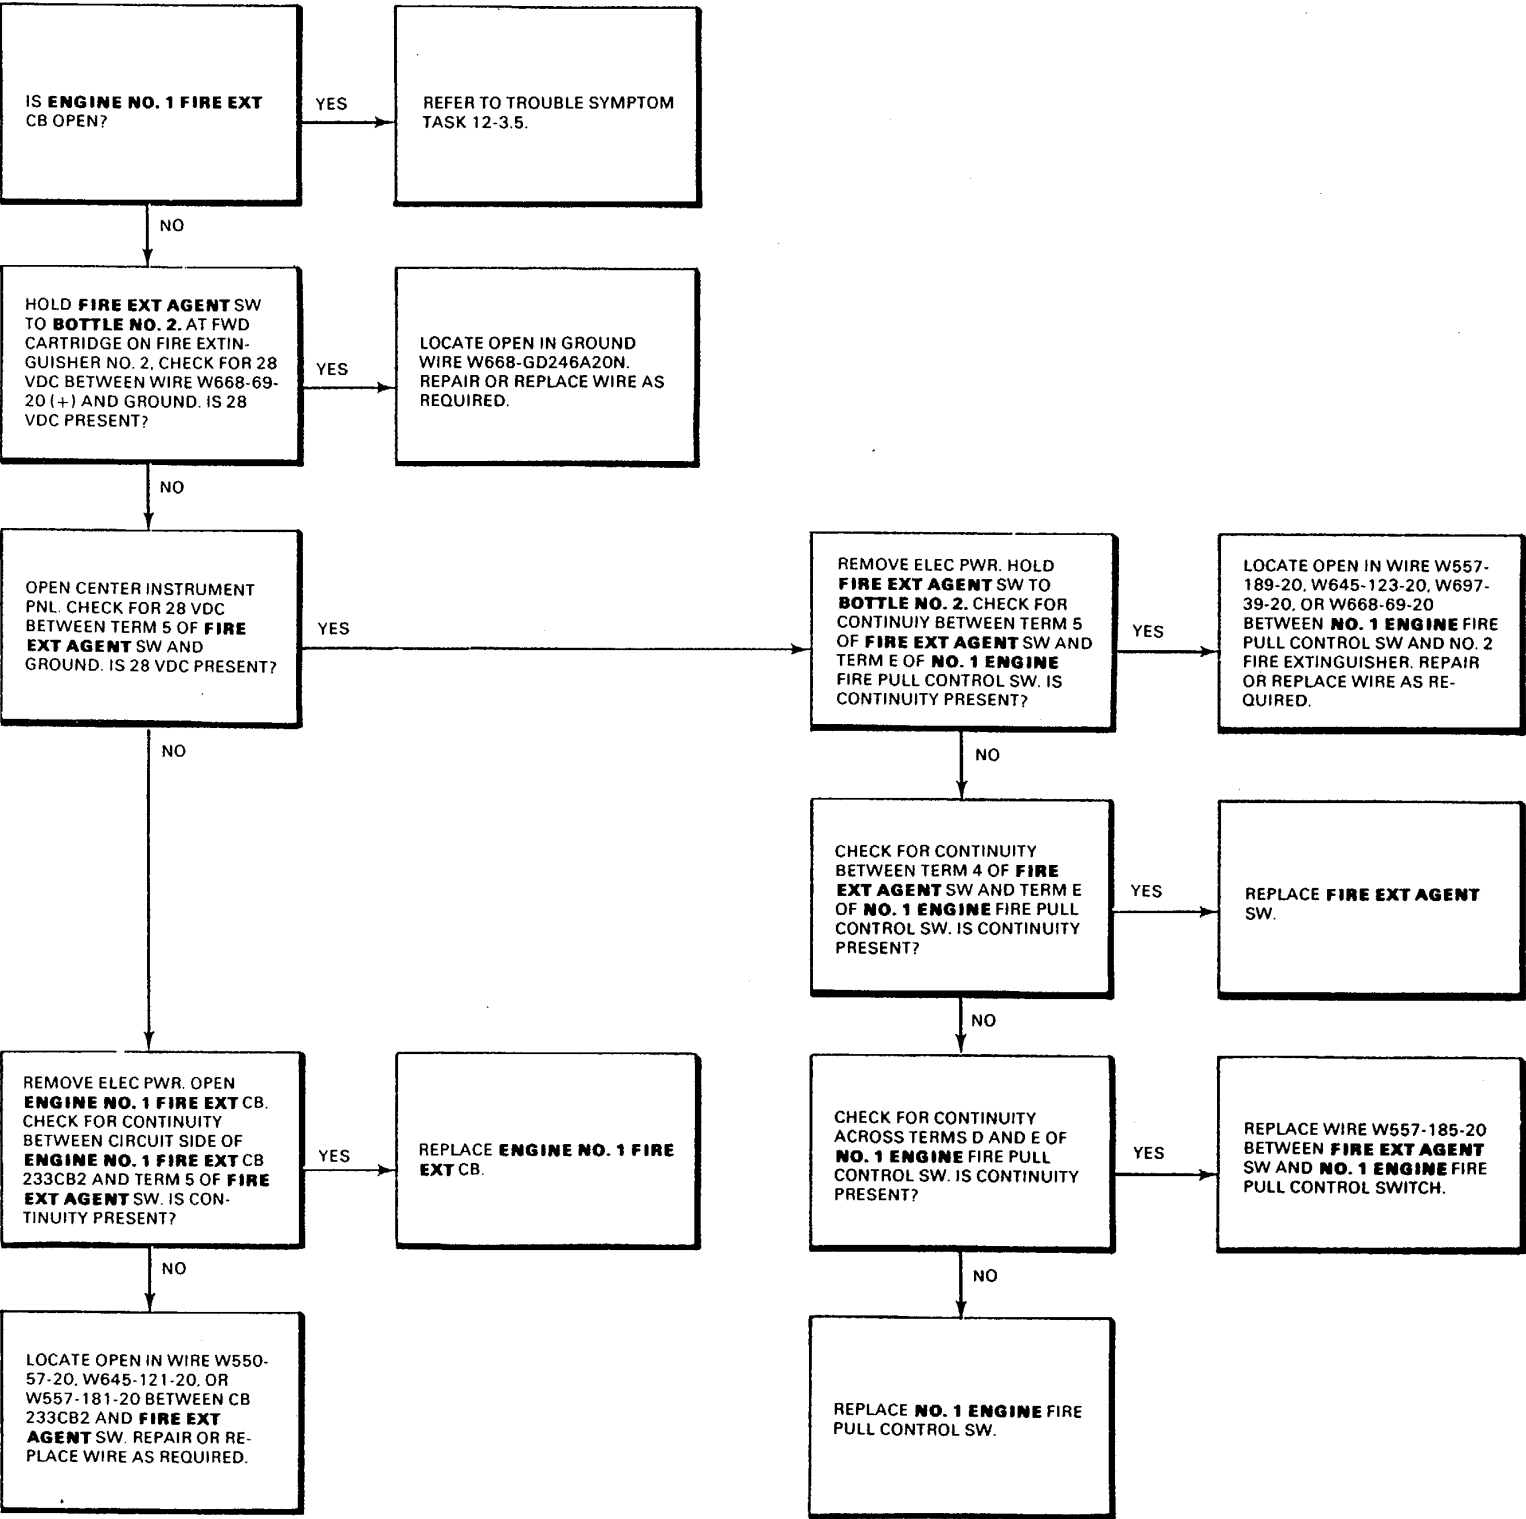 IS ENGINE NO. 1 FIRE EXT
CB OPEN?
YES
REFER TO TROUBLE SYMPTOM
TASK 12-3.5.
NO
HOLD FIRE EXT AGENT SW
TO BOTTLE NO. 2. AT FWD
CARTRIDGE ON FIRE EXTIN-
GUISHER NO. 2, CHECK FOR 28
VDC BETWEEN WIRE W668-69-
20 (+) AND GROUND. IS 28
VDC PRESENT?
YES
LOCATE OPEN IN GROUND
WIRE W668-GD246A20N.
REPAIR OR REPLACE WIRE AS
REQUIRED.
NO
OPEN CENTER INSTRUMENT
PNL. CHECK FOR 28 VDC
BETWEEN TERM 5 OF FIRE
EXT AGENT SW AND
GROUND. IS 28 VDC PRESENT?
YES
REMOVE ELEC PWR. HOLD
FIRE EXT AGENT SW TO
BOTTLE NO. 2. CHECK FOR
CONTINUIY BETWEEN TERM 5
OF FIRE EXT AGENT SW AND
TERM E OF NO. 1 ENGINE
FIRE PULL CONTROL SW. IS
CONTINUITY PRESENT?
YES
LOCATE OPEN IN WIRE W557-
189-20, W645-123-20, W697-
39-20, OR W668-69-20
BETWEEN NO. 1 ENGINE FIRE
PULL CONTROL SW AND NO. 2
FIRE EXTINGUISHER. REPAIR
OR REPLACE WIRE AS RE-
QUIRED.
NO
NO
CHECK FOR CONTINUITY
BETWEEN TERM 4 OF FIRE
EXT AGENT SW AND TERM E
OF NO. 1 ENGINE FIRE PULL
CONTROL SW. IS CONTINUITY
PRESENT?
YES
REPLACE FIRE EXT AGENT
SW.
NO
REMOVE ELEC PWR. OPEN
ENGINE NO. 1 FIRE EXT CB.
CHECK FOR CONTINUITY
BETWEEN CIRCUIT SIDE OF
ENGINE NO. 1 FIRE EXT CB
233CB2 AND TERM 5 OF FIRE
EXT AGENT SW. IS CON-
TINUITY PRESENT?
YES
REPLACE ENGINE NO. 1 FIRE
EXT CB.
CHECK FOR CONTINUITY
ACROSS TERMS D AND E OF
NO. 1 ENGINE FIRE PULL
CONTROL SW. IS CONTINUITY
PRESENT?
YES
REPLACE WIRE W557-185-20
BETWEEN FIRE EXT AGENT
SW AND NO. 1 ENGINE FIRE
PULL CONTROL SWITCH.
NO
NO
LOCATE OPEN IN WIRE W550-
57-20, W645-121-20, OR
W557-181-20 BETWEEN CB
233CB2 AND FIRE EXT
AGENT SW. REPAIR OR RE-
PLACE WIRE AS REQUIRED.
REPLACE NO. 1 ENGINE FIRE
PULL CONTROL SW.